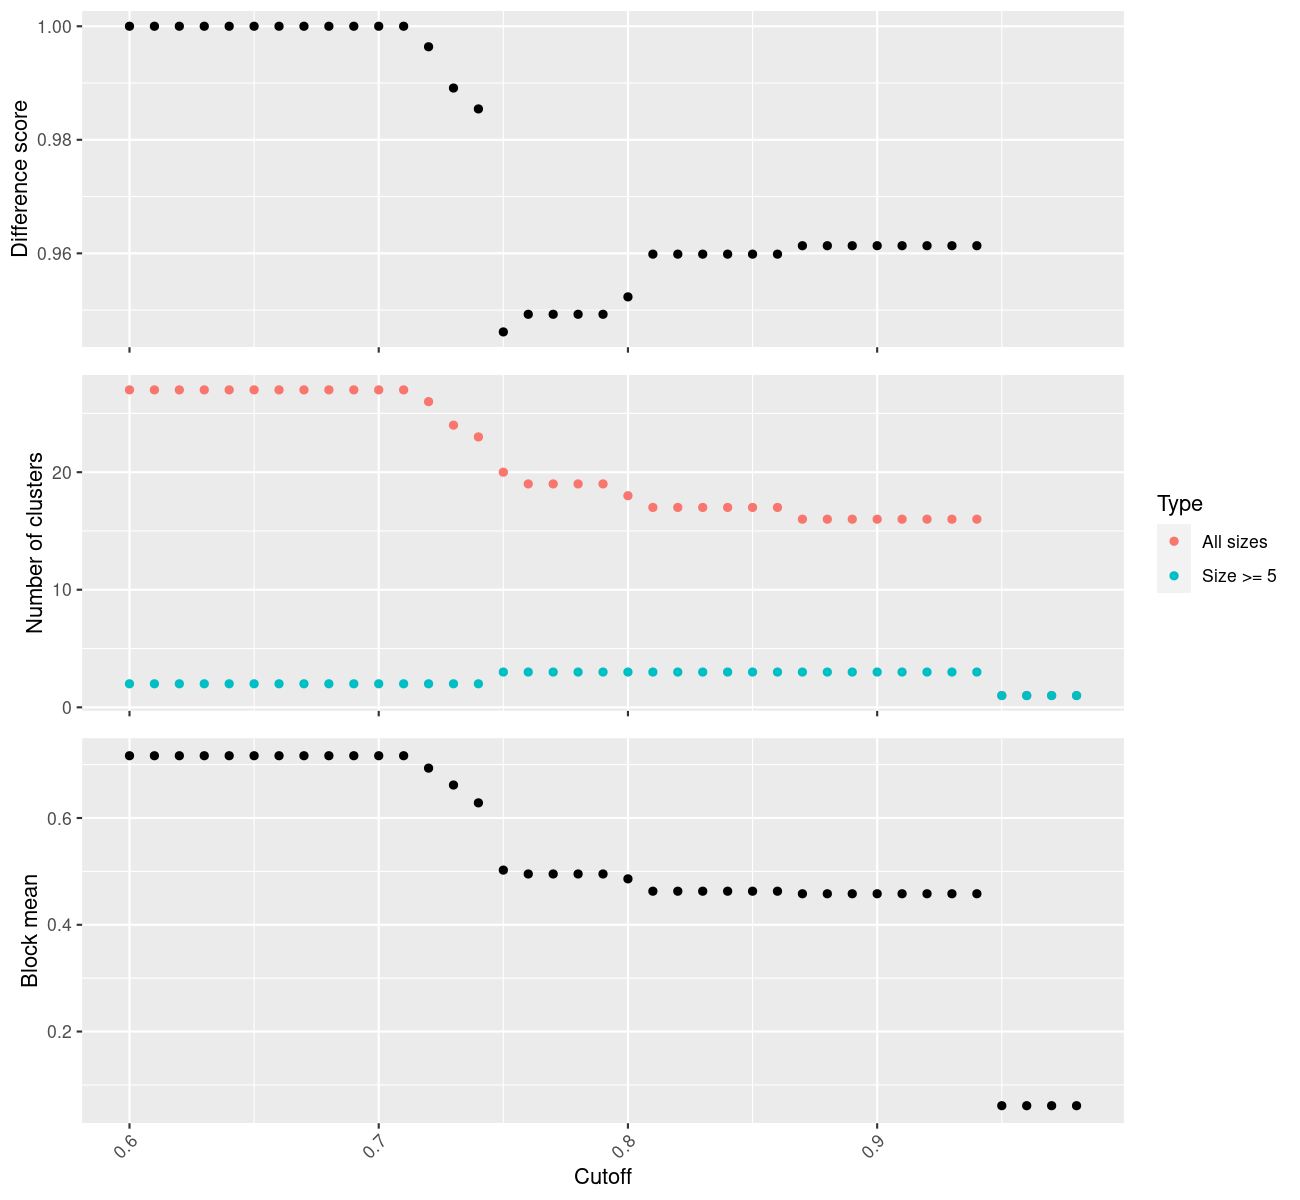 Difference score
1.00
0.98
0.96
Number of clusters
20
10
0
Type
All sizes
Size >= 5
Block mean
0.6
0.4
0.2
0.6 0.7 0.8 0.9
Cutoff